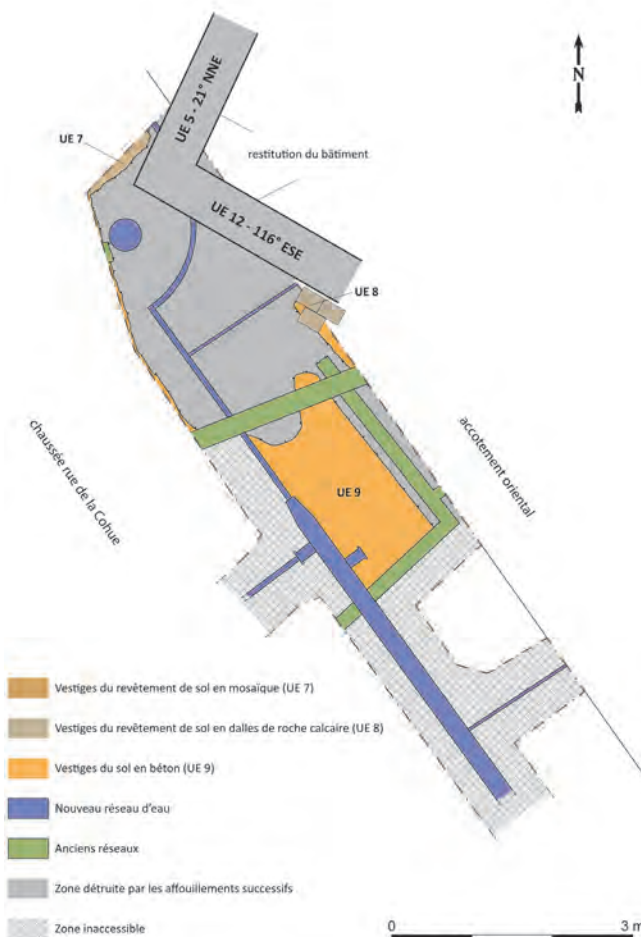 N
UE 5 - 21° NNE
UE 7
restitution du bâtiment
UE 12 - 116° ESE
UE 8
chaussée rue de la Cohue
accotement oriental
UE 9
Vestiges du revêtement de sol en mosaïque (UE 7)
Vestiges du revêtement de sol en dalles de roche calcaire (UE 8)
Vestiges du sol en béton (UE 9)
Nouveau réseau d'eau
Anciens réseaux
Zone détruite par les affouillements successifs
Zone inaccessible
0 3 m